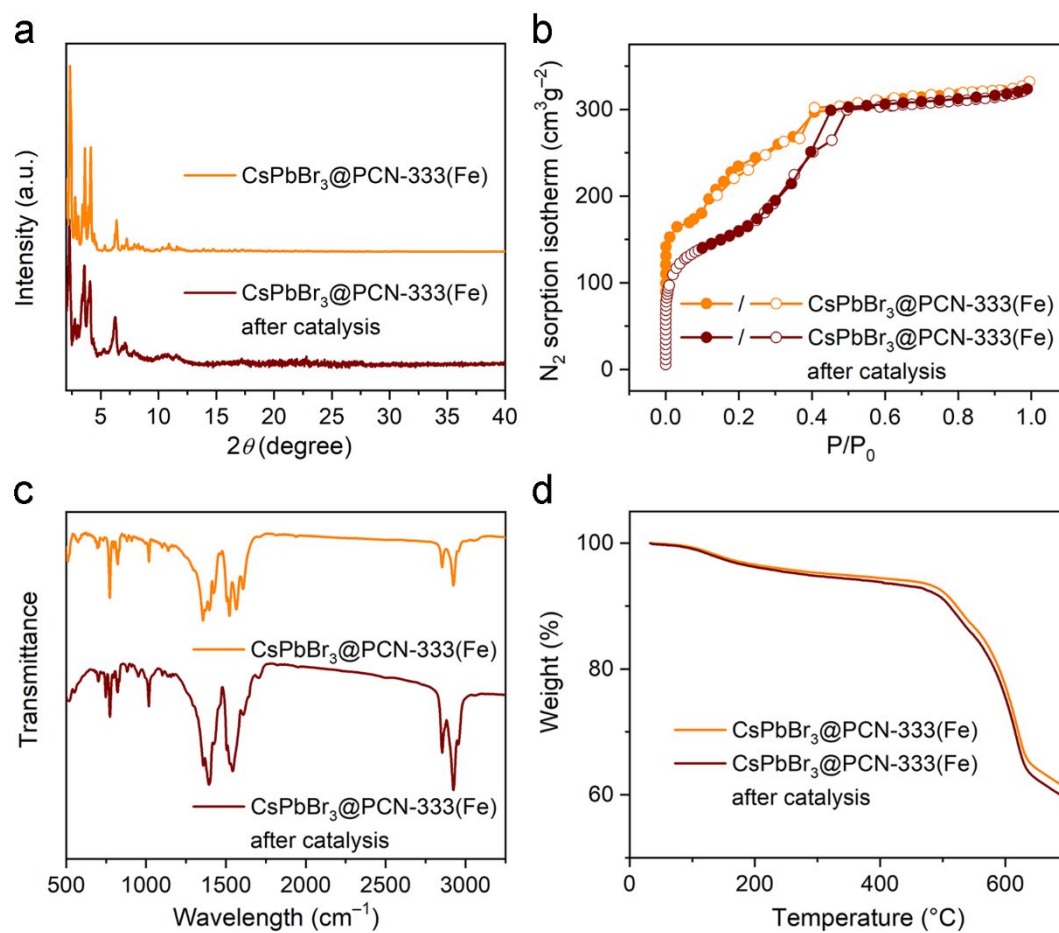 a
Intensity (a.u.)
CsPbBr₃@PCN-333(Fe)
CsPbBr₃@PCN-333(Fe)
after catalysis
5 10 15 20 25 30 35 40
2θ (degree)
b
N₂ sorption isotherm (cm³g⁻²)
300
200
100
0
/ CsPbBr₃@PCN-333(Fe)
/ CsPbBr₃@PCN-333(Fe)
after catalysis
0.0 0.2 0.4 0.6 0.8 1.0
P/P₀
c
Transmittance
CsPbBr₃@PCN-333(Fe)
CsPbBr₃@PCN-333(Fe)
after catalysis
500 1000 1500 2000 2500 3000
Wavelength (cm⁻¹)
d
Weight (%)
100
80
60
CsPbBr₃@PCN-333(Fe)
CsPbBr₃@PCN-333(Fe)
after catalysis
0 200 400 600
Temperature (°C)